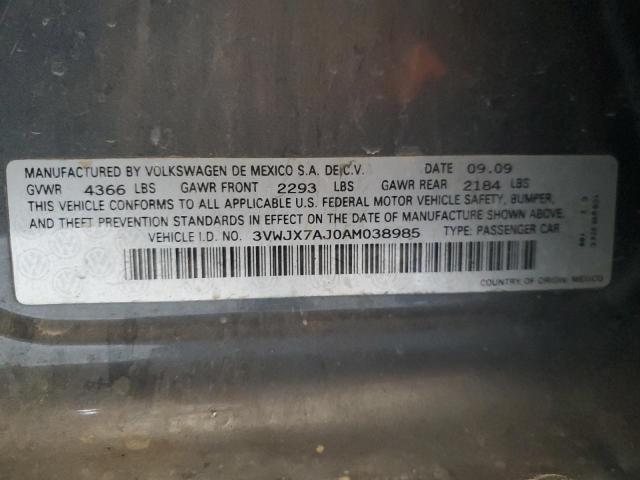 MANUFACTURED BY VOLKSWAGEN DE MEXICO S.A. DE C.V. DATE 09.09
GVWR 4366 LBS GAWR FRONT 2293 LBS GAWR REAR 2184 LBS
THIS VEHICLE CONFORMS TO ALL APPLICABLE U.S. FEDERAL MOTOR VEHICLE SAFETY, BUMPER,
AND THEFT PREVENTION STANDARDS IN EFFECT ON THE DATE OF MANUFACTURE SHOWN ABOVE.
VEHICLE I.D. NO. 3VWJX7AJ0AM038985 TYPE: PASSENGER CAR
COUNTRY OF ORIGIN: MEXICO